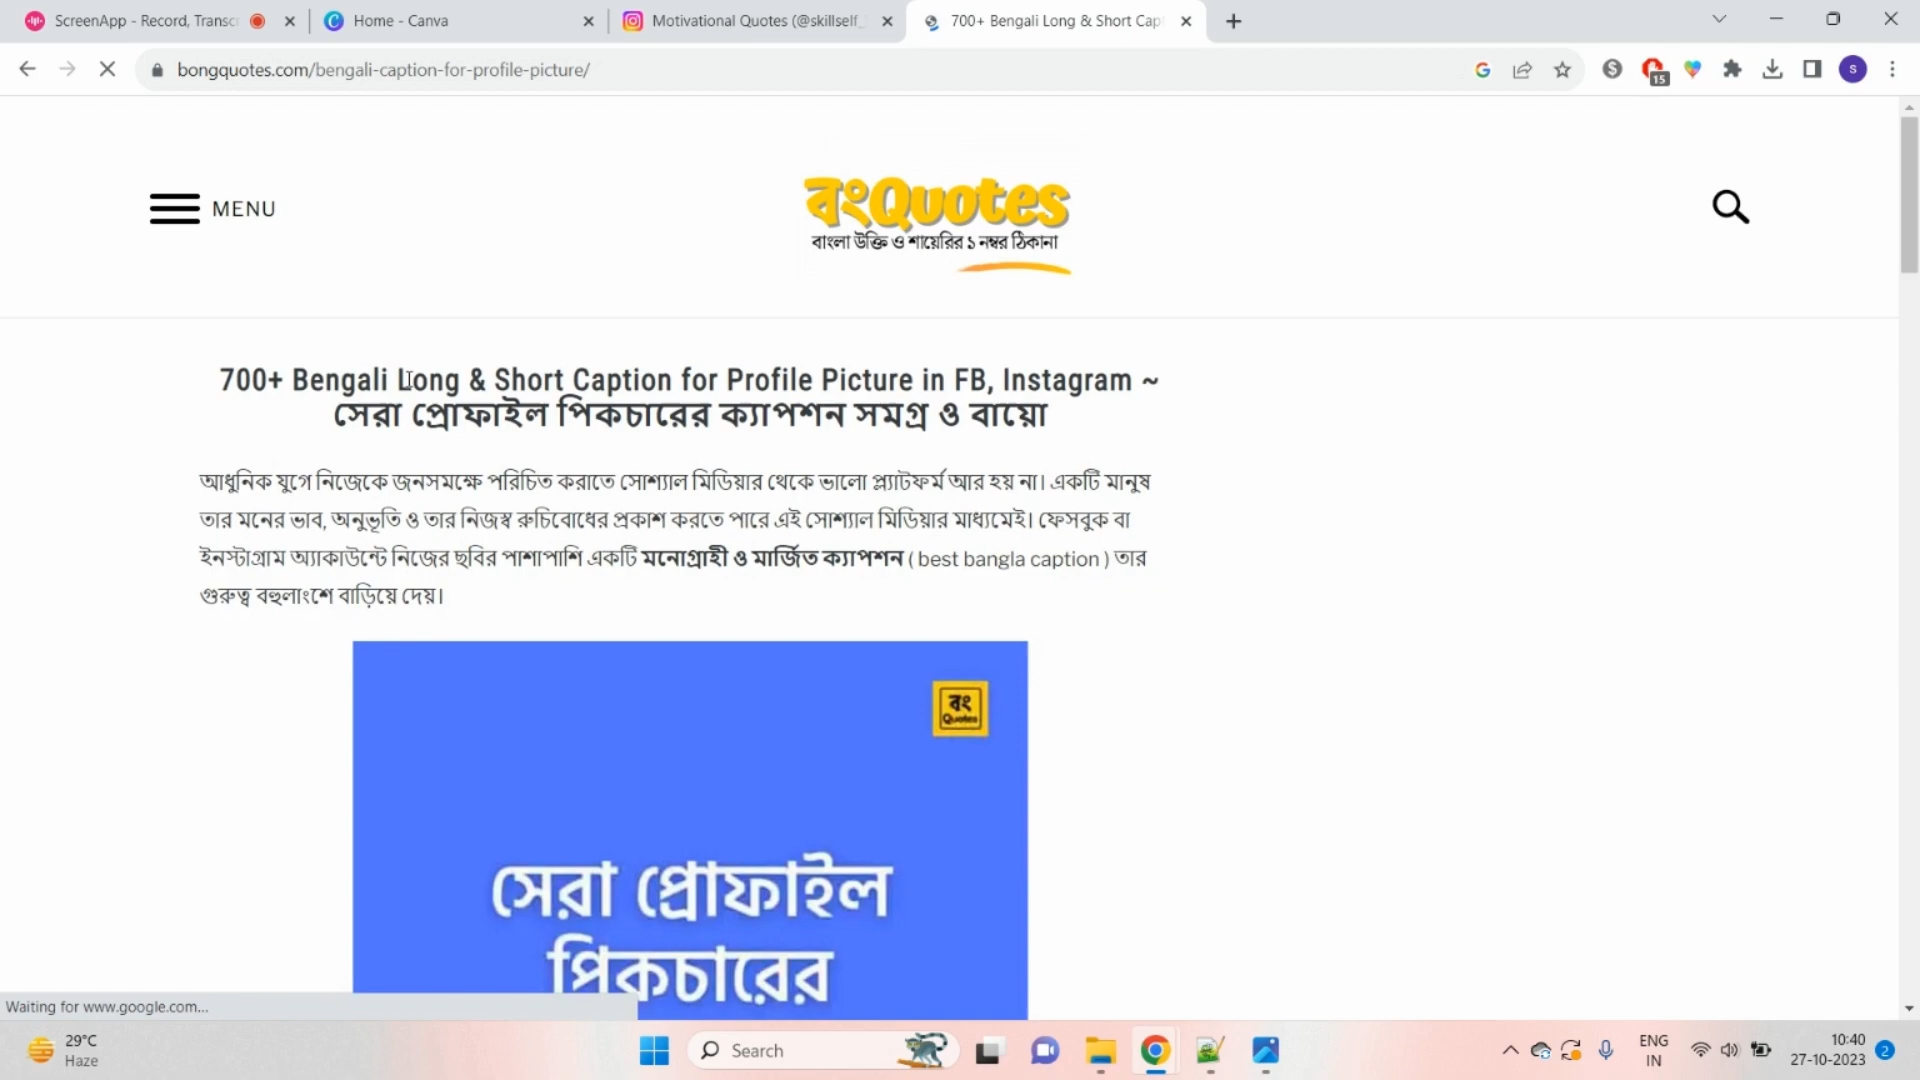 ScreenApp - Record, Transc
Home - Canva
Motivational Quotes (@skillself_
700+ Bengali Long & Short Cap
bongquotes.com/bengali-caption-for-profile-picture/
15
S
MENU
বংQuotes
বাংলা উক্তি ও শায়েরির ১ নম্বর ঠিকানা
700+ Bengali Long & Short Caption for Profile Picture in FB, Instagram ~
সেরা প্রোফাইল পিকচারের ক্যাপশন সমগ্র ও বায়ো
আধুনিক যুগে নিজেকে জনসমক্ষে পরিচিত করাতে সোশ্যাল মিডিয়ার থেকে ভালো প্ল্যাটফর্ম আর হয় না। একটি মানুষ
তার মনের ভাব, অনুভূতি ও তার নিজস্ব রুচিবোধের প্রকাশ করতে পারে এই সোশ্যাল মিডিয়ার মাধ্যমেই। ফেসবুক বা
ইনস্টাগ্রাম অ্যাকাউন্টে নিজের ছবির পাশাপাশি একটি মনোগ্রাহী ও মার্জিত ক্যাপশন ( best bangla caption ) তার
গুরুত্ব বহুলাংশে বাড়িয়ে দেয়।
বং
Quotes
সেরা প্রোফাইল
পিকচারের
Waiting for www.google.com...
29°C
Haze
Search
ENG
IN
10:40
27-10-2023
2